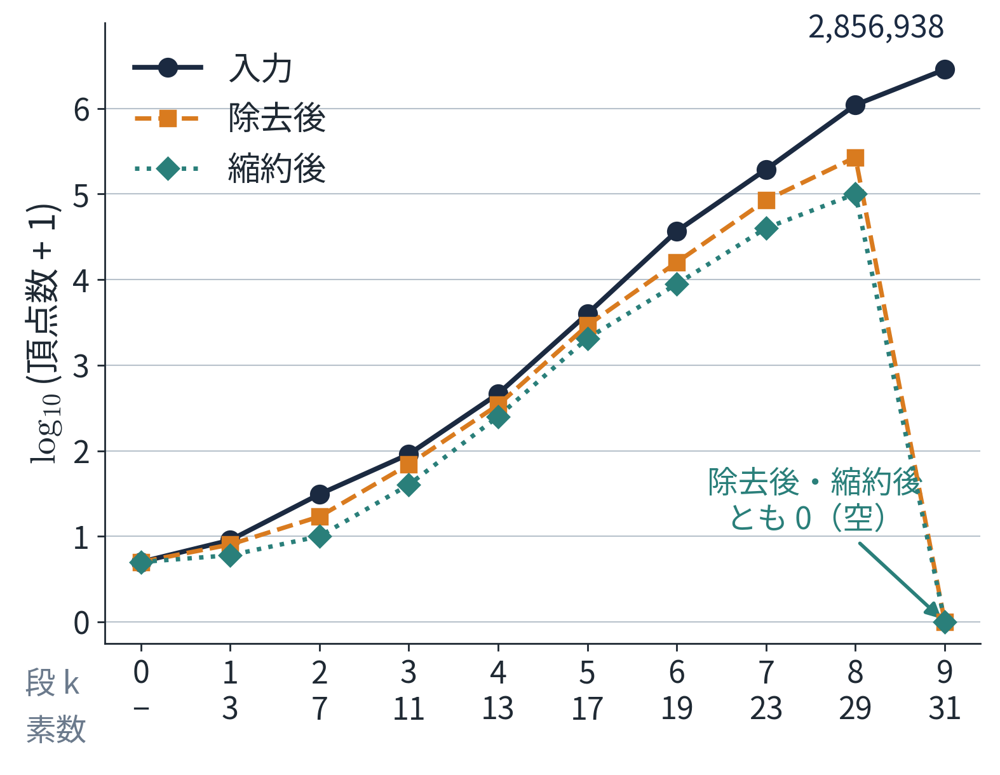 2,856,938
入力
除去後
縮約後
log₁₀ (頂点数 + 1)
6
5
4
3
2
1
0
除去後・縮約後
とも 0（空）
段 k
0 1 2 3 4 5 6 7 8 9
– 3 7 11 13 17 19 23 29 31
素数